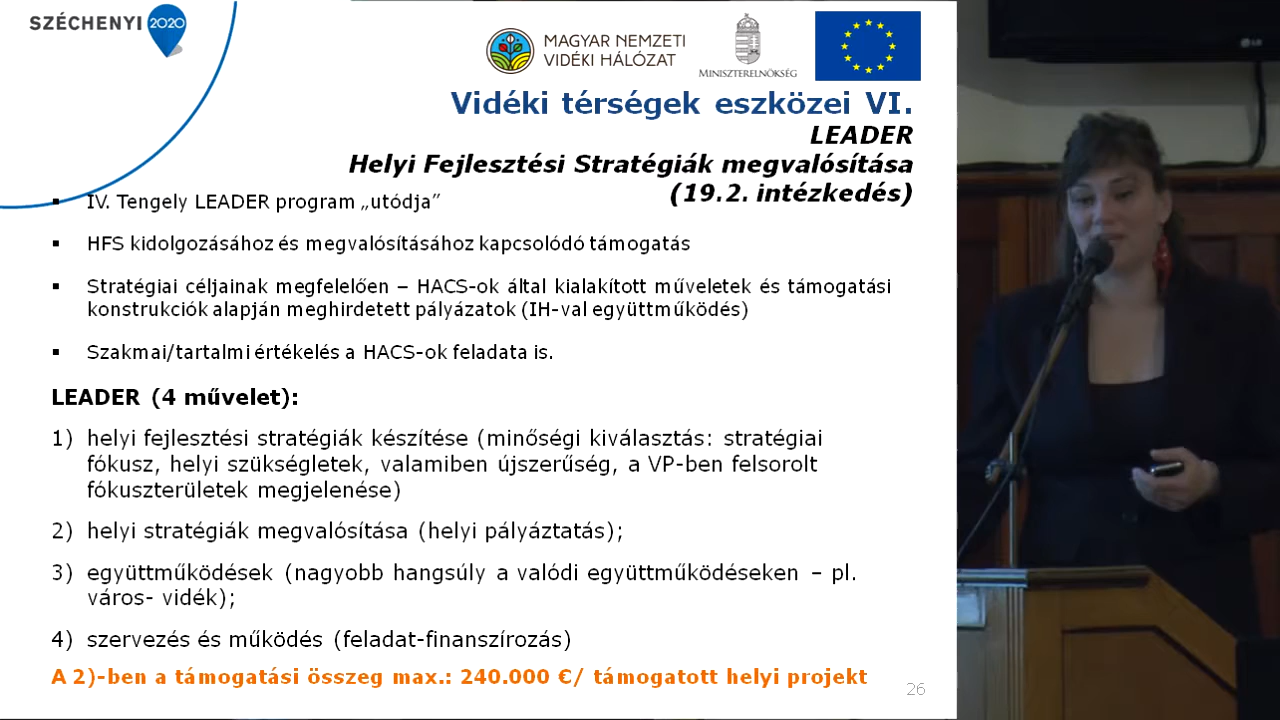 SZÉCHENYI 2020
MAGYAR NEMZETI
VIDÉKI HÁLÓZAT
MINISZTERELNÖKSÉG
LG
Vidéki térségek eszközei VI.
LEADER
Helyi Fejlesztési Stratégiák megvalósítása
(19.2. intézkedés)
▪ IV. Tengely LEADER program „utódja”
▪ HFS kidolgozásához és megvalósításához kapcsolódó támogatás
▪ Stratégiai céljainak megfelelően – HACS-ok által kialakított műveletek és támogatási
konstrukciók alapján meghirdetett pályázatok (IH-val együttműködés)
▪ Szakmai/tartalmi értékelés a HACS-ok feladata is.
LEADER (4 művelet):
1) helyi fejlesztési stratégiák készítése (minőségi kiválasztás: stratégiai
fókusz, helyi szükségletek, valamiben újszerűség, a VP-ben felsorolt
fókuszterületek megjelenése)
2) helyi stratégiák megvalósítása (helyi pályáztatás);
3) együttműködések (nagyobb hangsúly a valódi együttműködéseken – pl.
város- vidék);
4) szervezés és működés (feladat-finanszírozás)
A 2)-ben a támogatási összeg max.: 240.000 €/ támogatott helyi projekt
26